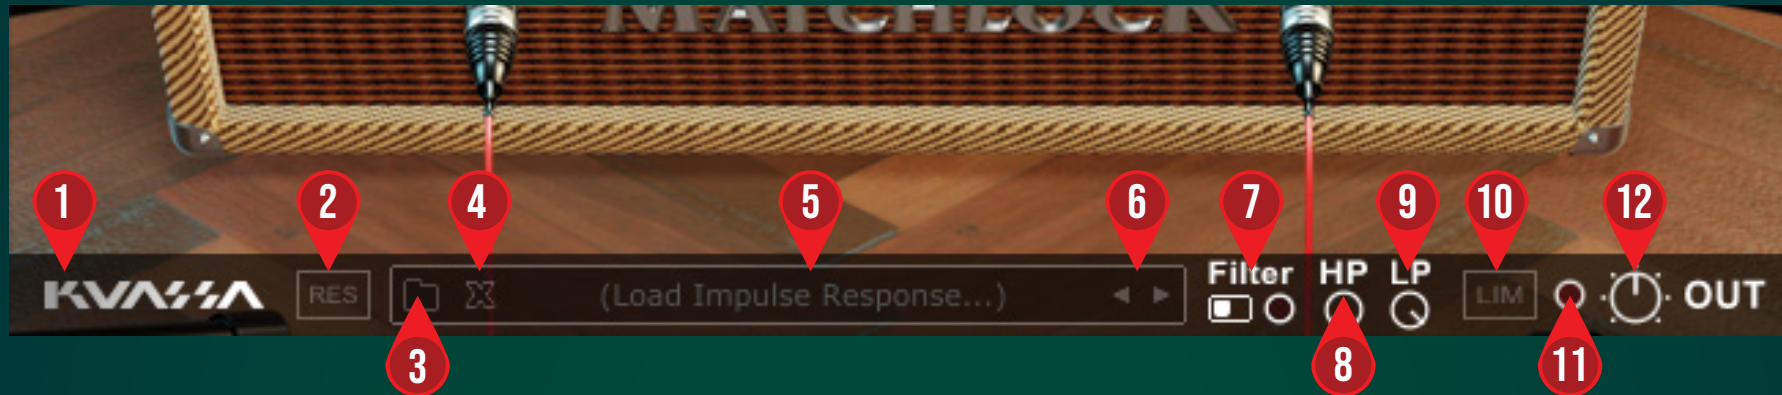 MATCHLOCK
1
2
4
5
6
7
9
10
12
KVASSA
RES
X
(Load Impulse Response...)
Filter
HP
LP
LIM
OUT
3
8
11